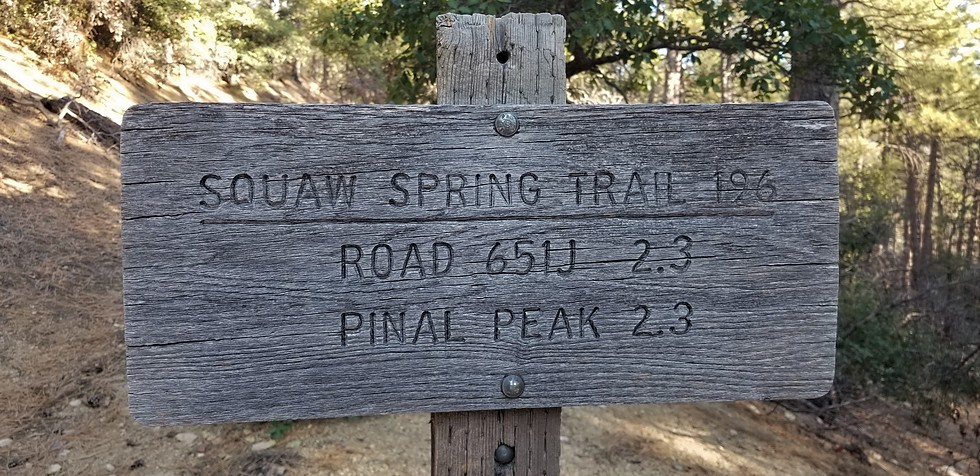 SQUAW SPRING TRAIL 196
ROAD 651J 2.3
PINAL PEAK 2.3